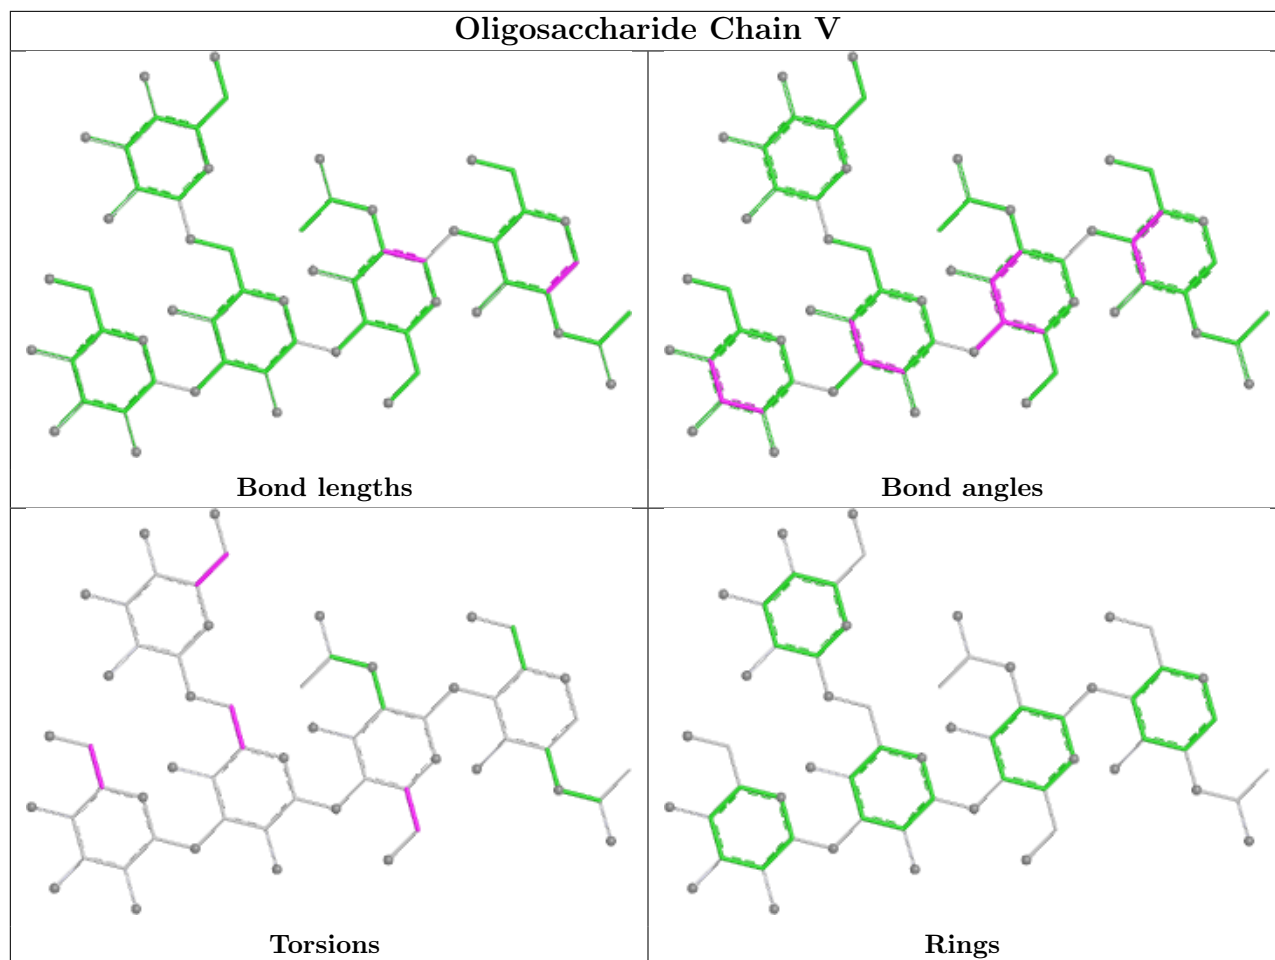 Oligosaccharide Chain V
Bond lengths
Bond angles
Torsions
Rings